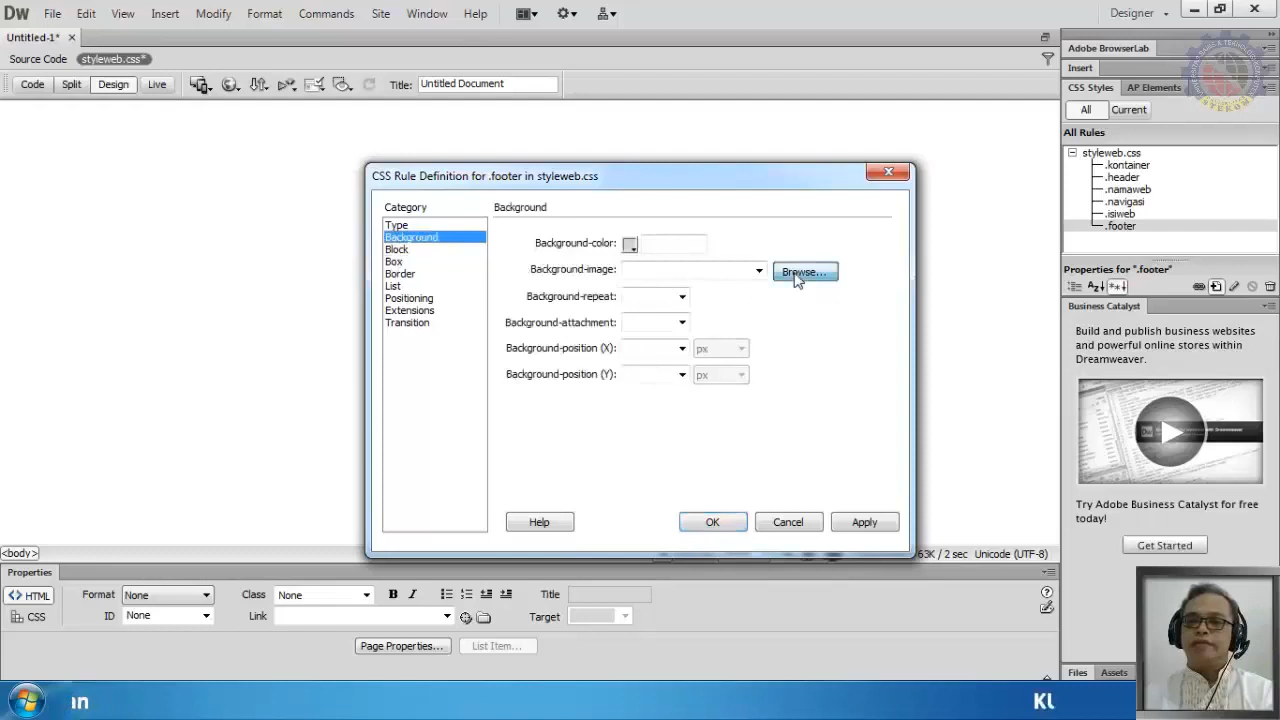 Dw File Edit View Insert Modify Format Commands Site Window Help Designer
Untitled-1*
Source Code styleweb.css*
Code Split Design Live Title: Untitled Document
Adobe BrowserLab
Insert
CSS Styles AP Elements
All Current
All Rules
styleweb.css
.kontainer
.header
.namaweb
.navigasi
.isiweb
.footer
Properties for ".footer"
Business Catalyst
Build and publish business websites
and powerful online stores within
Dreamweaver.
Try Adobe Business Catalyst for free
today!
Get Started
Files Assets
CSS Rule Definition for .footer in styleweb.css
Category
Type
Background
Block
Box
Border
List
Positioning
Extensions
Transition
Background
Background-color:
Background-image: Browse...
Background-repeat:
Background-attachment:
Background-position (X): px
Background-position (Y): px
Help OK Cancel Apply
<body> 63K / 2 sec Unicode (UTF-8)
Properties
HTML Format None Class None B I Title
CSS ID None Link Target
Page Properties... List Item...
an KL